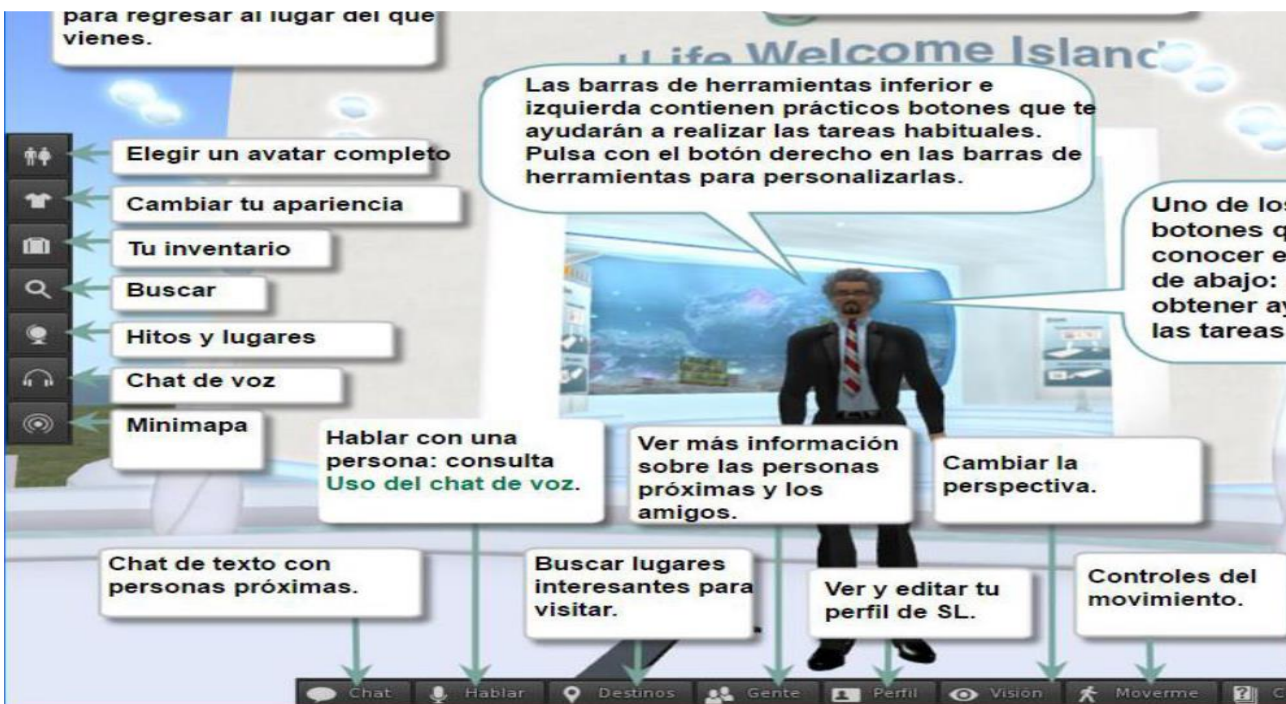 para regresar al lugar del que
vienes.
Life Welcome Island
Las barras de herramientas inferior e
izquierda contienen prácticos botones que te
ayudarán a realizar las tareas habituales.
Pulsa con el botón derecho en las barras de
herramientas para personalizarlas.
Uno de los
botones
conocer
de abajo:
obtener
las tareas
Elegir un avatar completo
Cambiar tu apariencia
Tu inventario
Buscar
Hitos y lugares
Chat de voz
Minimapa
Hablar con una
persona: consulta
Uso del chat de voz.
Ver más información
sobre las personas
próximas y los
amigos.
Cambiar la
perspectiva.
Chat de texto con
personas próximas.
Buscar lugares
interesantes para
visitar.
Ver y editar tu
perfil de SL.
Controles del
movimiento.
Chat
Hablar
Destinos
Gente
Perfil
Visión
Moverme